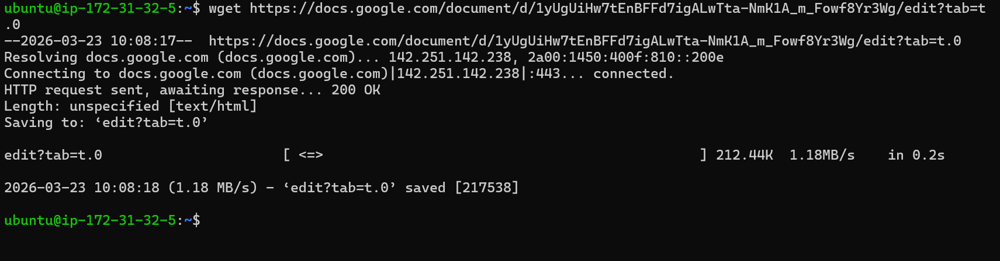 ubuntu@ip-172-31-32-5:~$ wget https://docs.google.com/document/d/1yUgUiHw7tEnBFFd7igALwTta-NmK1A_m_Fowf8Yr3Wg/edit?tab=t
.0
--2026-03-23 10:08:17--  https://docs.google.com/document/d/1yUgUiHw7tEnBFFd7igALwTta-NmK1A_m_Fowf8Yr3Wg/edit?tab=t.0
Resolving docs.google.com (docs.google.com)... 142.251.142.238, 2a00:1450:400f:810::200e
Connecting to docs.google.com (docs.google.com)|142.251.142.238|:443... connected.
HTTP request sent, awaiting response... 200 OK
Length: unspecified [text/html]
Saving to: ‘edit?tab=t.0’
edit?tab=t.0                      [ <=>                                              ] 212.44K  1.18MB/s    in 0.2s
2026-03-23 10:08:18 (1.18 MB/s) - ‘edit?tab=t.0’ saved [217538]
ubuntu@ip-172-31-32-5:~$